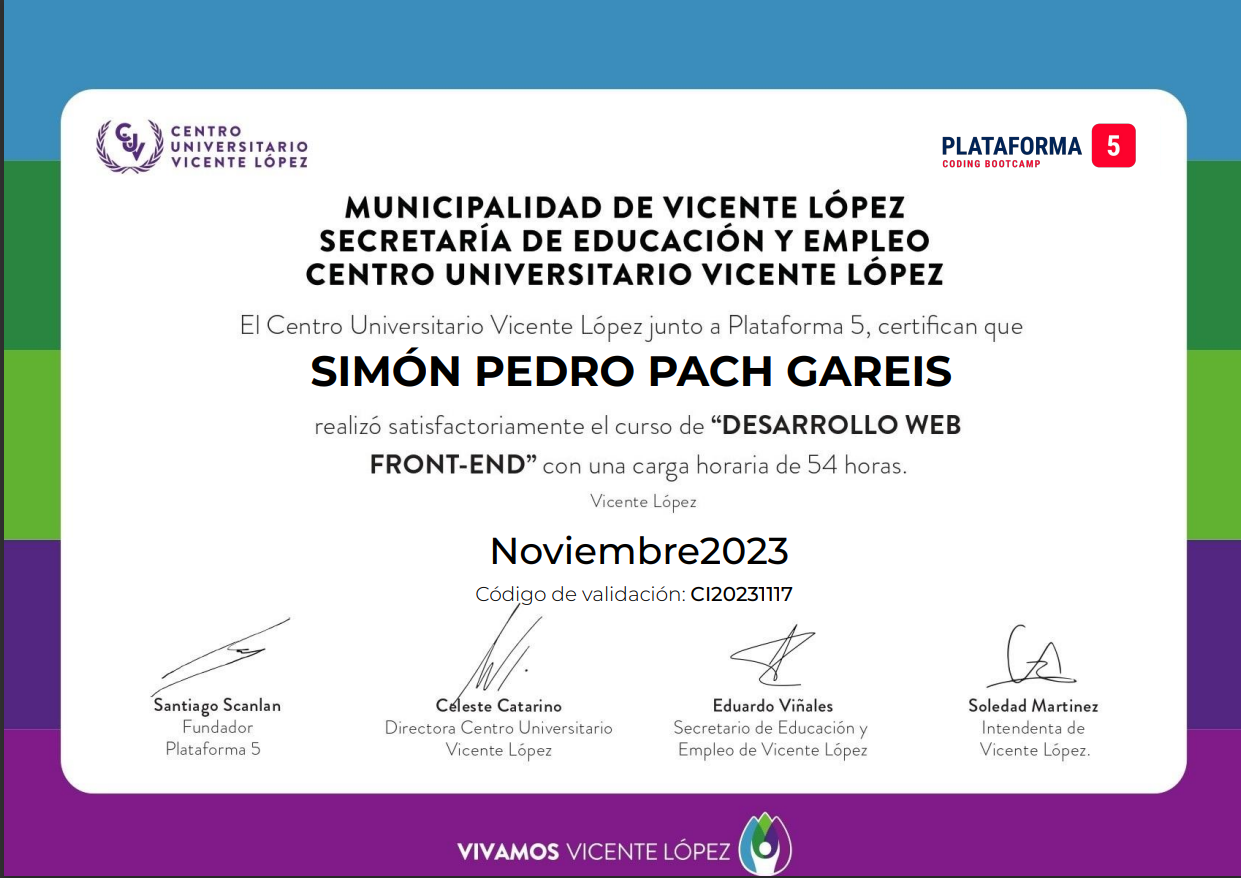 CUV
CENTRO
UNIVERSITARIO
VICENTE LÓPEZ
PLATAFORMA 5
CODING BOOTCAMP
MUNICIPALIDAD DE VICENTE LÓPEZ
SECRETARÍA DE EDUCACIÓN Y EMPLEO
CENTRO UNIVERSITARIO VICENTE LÓPEZ
El Centro Universitario Vicente López junto a Plataforma 5, certifican que
SIMÓN PEDRO PACH GAREIS
realizó satisfactoriamente el curso de “DESARROLLO WEB
FRONT-END” con una carga horaria de 54 horas.
Vicente López
Noviembre2023
Código de validación: CI20231117
Santiago Scanlan
Fundador
Plataforma 5
Celeste Catarino
Directora Centro Universitario
Vicente López
Eduardo Viñales
Secretario de Educación y
Empleo de Vicente López
Soledad Martinez
Intendenta de
Vicente López.
VIVAMOS VICENTE LÓPEZ